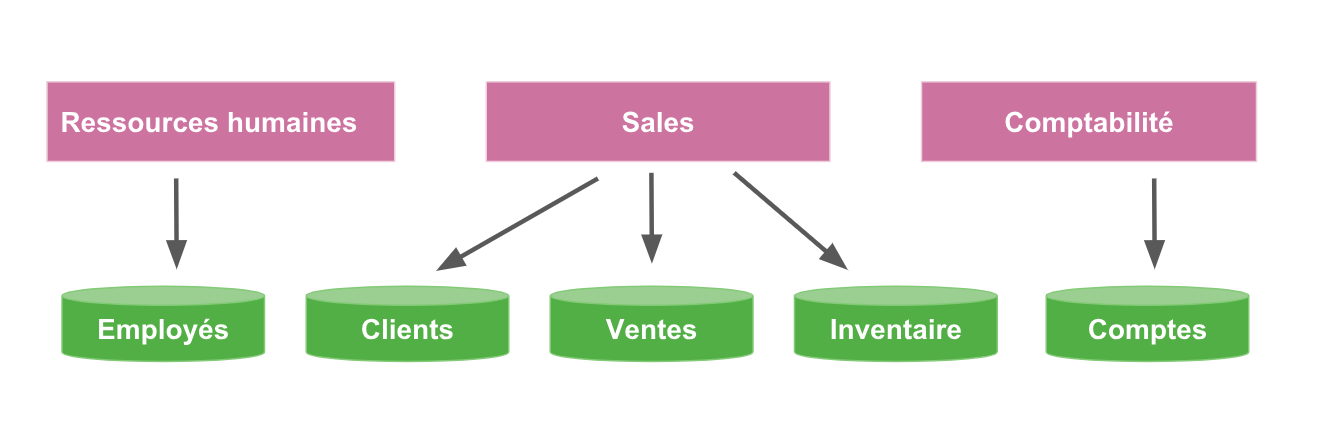 Ressources humaines
Sales
Comptabilité
Employés
Clients
Ventes
Inventaire
Comptes